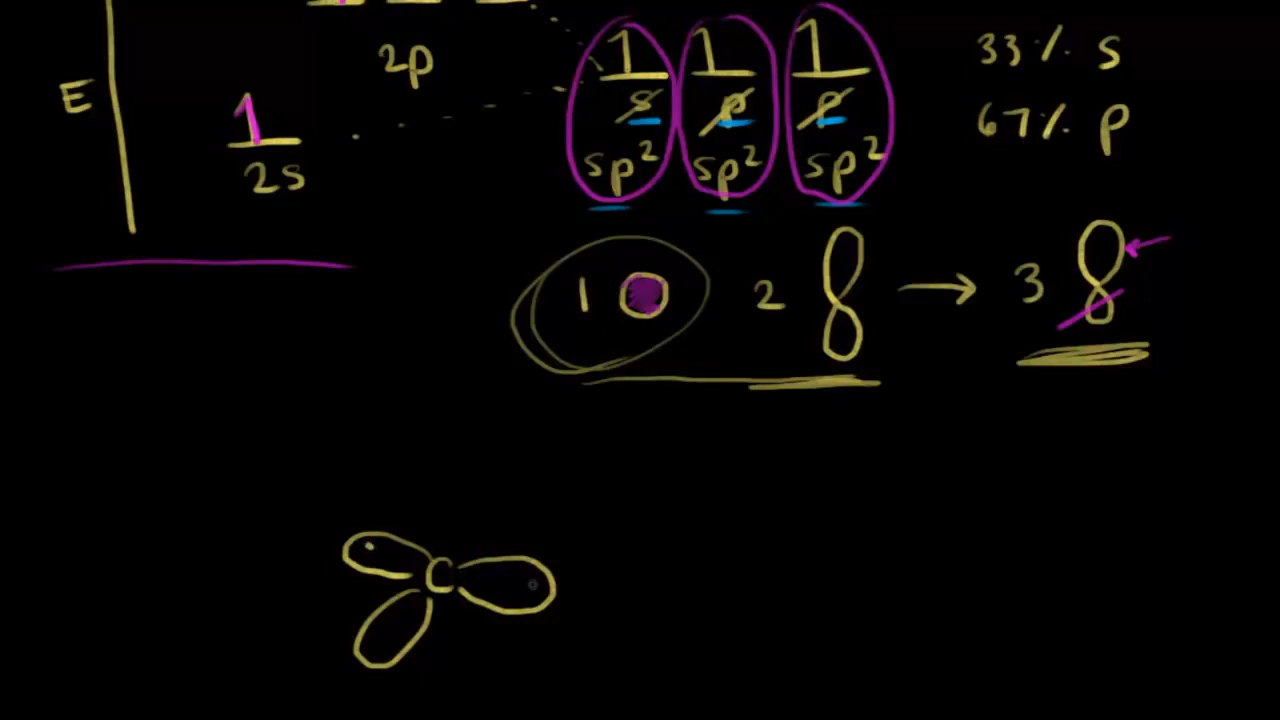 1 1 1 33% s
2p
E 1 s p p 67% p
2s sp² sp² sp²
1 2 → 3
C